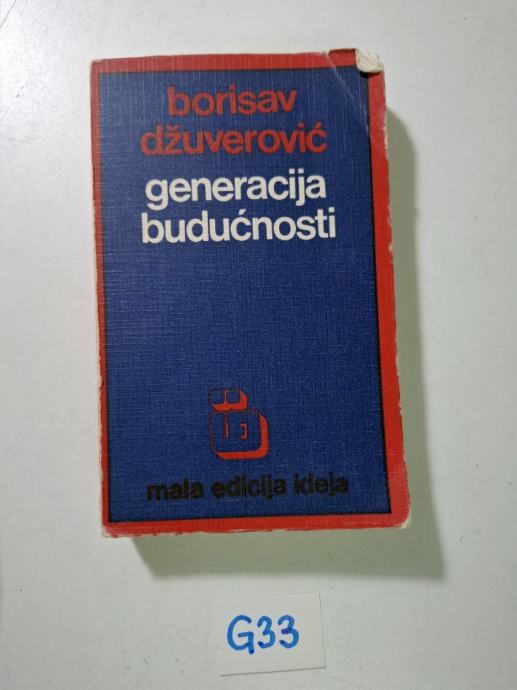 borisav
džuverović
generacija
budućnosti
mala edicija ideja
G33